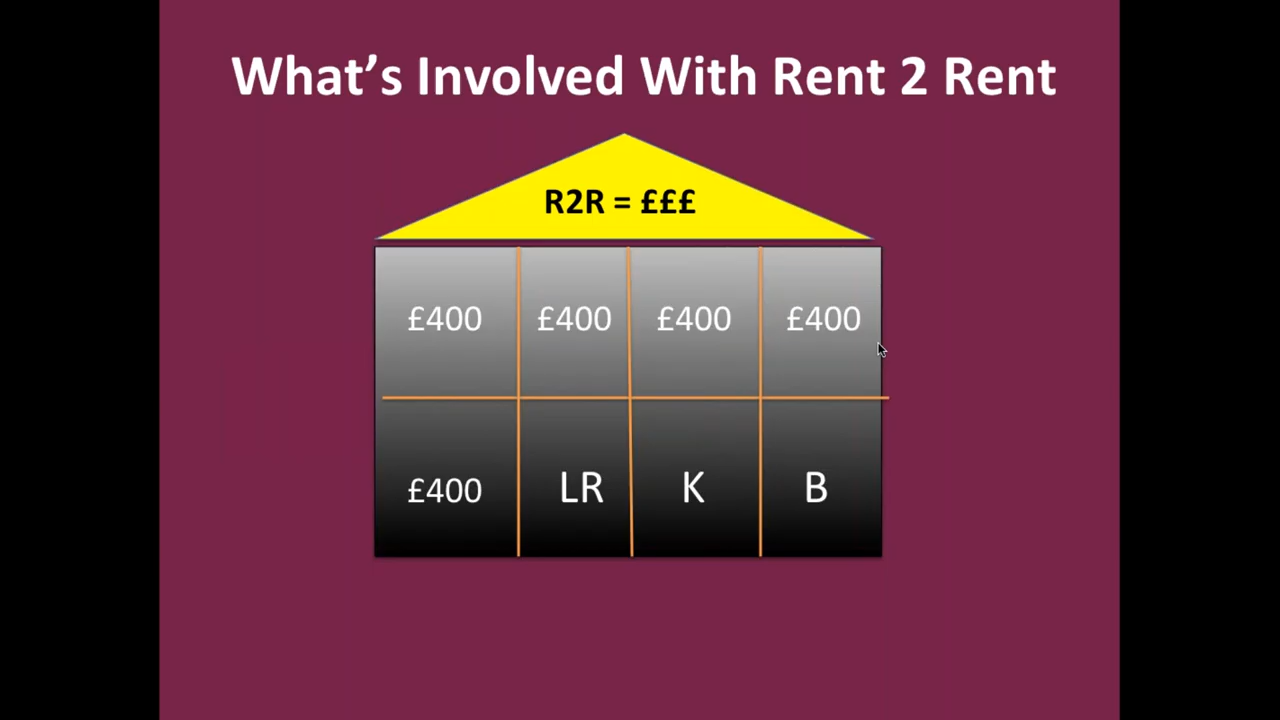 What’s Involved With Rent 2 Rent
R2R = £££
£400 £400 £400 £400
£400 LR K B